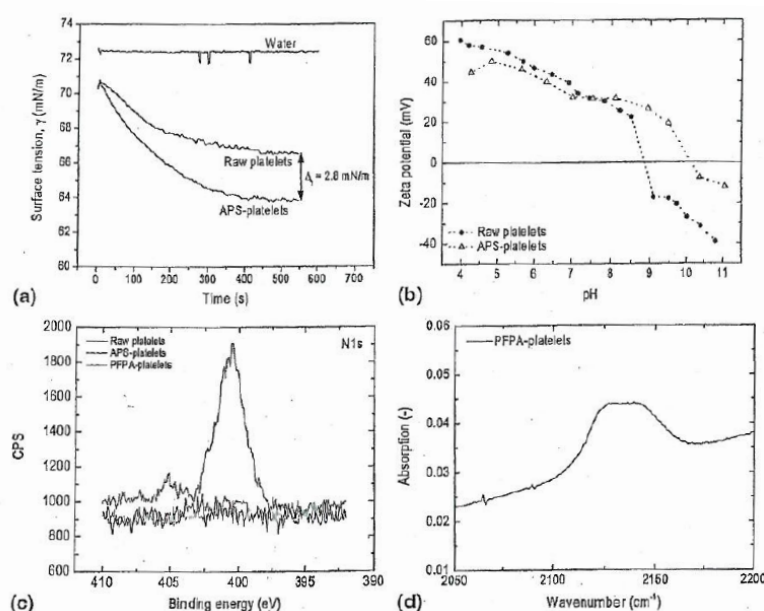 74
72
70
68
66
64
62
60
Surface tension, γ (mN/m)
Water
Raw platelets
APS-platelets
Δ = 2.8 mN/m
0 100 200 300 400 500 600 700
Time (s)
(a)
60
40
20
0
-20
-40
Zeta potential (mV)
Raw platelets
APS-platelets
4 5 6 7 8 9 10 11
pH
(b)
2000
1800
1600
1400
1200
1000
800
600
CPS
Raw platelets
APS-platelets
PFPA-platelets
N1s
410 405 400 395 390
Binding energy (eV)
(c)
0.06
0.05
0.04
0.03
0.02
0.01
Absorption (-)
PFPA-platelets
2050 2100 2150 2200
Wavenumber (cm⁻¹)
(d)